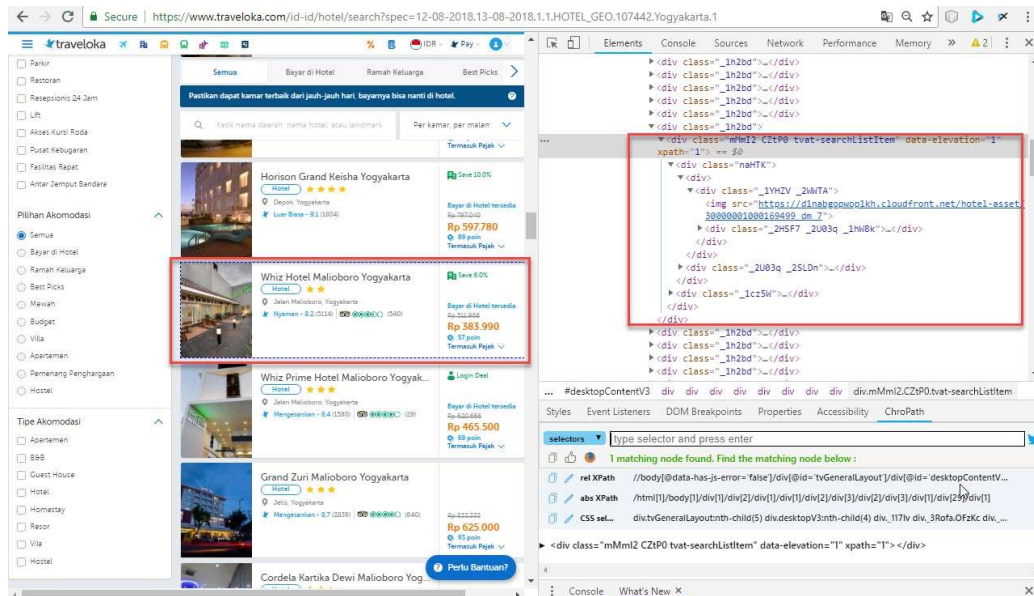 Secure | https://www.traveloka.com/id-id/hotel/search?spec=12-08-2018.13-08-2018.1.1.HOTEL_GEO.107442.Yogyakarta.1
traveloka
IDR
Pay
Parkir
Restoran
Resepsionis 24 Jam
Lift
Akses Kursi Roda
Pusat Kebugaran
Fasilitas Rapat
Antar Jemput Bandara
Pilihan Akomodasi
Semua
Bayar di Hotel
Ramah Keluarga
Best Picks
Mewah
Budget
Villa
Apartemen
Pemenang Penghargaan
Hostel
Tipe Akomodasi
Apartemen
B&B
Guest House
Hotel
Homestay
Resor
Vila
Hostel
Semua Bayar di Hotel Ramah Keluarga Best Picks
Pastikan dapat kamar terbaik dari jauh-jauh hari, bayarnya bisa nanti di hotel.
Ketik nama daerah, nama hotel, atau landmark
Per kamar, per malam
Termasuk Pajak
Horison Grand Keisha Yogyakarta
Hotel
Depok, Yogyakarta
Luar Biasa - 9.1 (1804)
Save 10.0%
Bayar di Hotel tersedia
Rp 797.040
Rp 597.780
89 poin
Termasuk Pajak
Whiz Hotel Malioboro Yogyakarta
Hotel
Jalan Malioboro, Yogyakarta
Nyaman - 8.2 (5114) (540)
Save 6.0%
Bayar di Hotel tersedia
Rp 383.990
57 poin
Termasuk Pajak
Whiz Prime Hotel Malioboro Yogyak...
Hotel
Jalan Malioboro, Yogyakarta
Mengesankan - 8.4 (1380) (29)
Login Deal
Bayar di Hotel tersedia
Rp 620.666
Rp 465.500
69 poin
Termasuk Pajak
Grand Zuri Malioboro Yogyakarta
Hotel
Jetis, Yogyakarta
Mengesankan - 8.7 (2839) (640)
Rp 833.333
Rp 625.000
93 poin
Termasuk Pajak
Cordela Kartika Dewi Malioboro Yog...
Perlu Bantuan?
Elements Console Sources Network Performance Memory » 2
<div class="_1h2bd">…</div>
<div class="_1h2bd">…</div>
<div class="_1h2bd">…</div>
<div class="_1h2bd">…</div>
<div class="_1h2bd">…</div>
<div class="_1h2bd">
<div class="mMmI2 CZtP0 tvat-searchListItem" data-elevation="1"
xpath="1"> == $0
<div class="naHTK">
<div>
<div class="_1YHZV _2WWTA">
<img src="https://d1nabgopwop1kh.cloudfront.net/hotel-asset/
30000001000169499_dm_7">
<div class="_2HSF7 _2U03q _1hW8k">…</div>
</div>
</div>
<div class="_2U03q _2SLDn">…</div>
</div>
<div class="_1cz5W">…</div>
</div>
</div>
<div class="_1h2bd">…</div>
<div class="_1h2bd">…</div>
<div class="_1h2bd">…</div>
<div class="_1h2bd">…</div>
... #desktopContentV3 div div div div div div div div div.mMmI2.CZtP0.tvat-searchListItem
Styles Event Listeners DOM Breakpoints Properties Accessibility ChroPath
selectors type selector and press enter
1 matching node found. Find the matching node below :
rel XPath //body[@data-has-js-error='false']/div[@id='tvGeneralLayout']/div[@id='desktopContentV...
abs XPath /html[1]/body[1]/div[1]/div[2]/div[1]/div[1]/div[2]/div[3]/div[2]/div[3]/div[1]/div[29]/div[1]
CSS sel... div.tvGeneralLayout:nth-child(5) div.desktopV3:nth-child(4) div._117lv div._3Rofa.OFzKc div._...
<div class="mMmI2 CZtP0 tvat-searchListItem" data-elevation="1" xpath="1"></div>
Console What's New ×